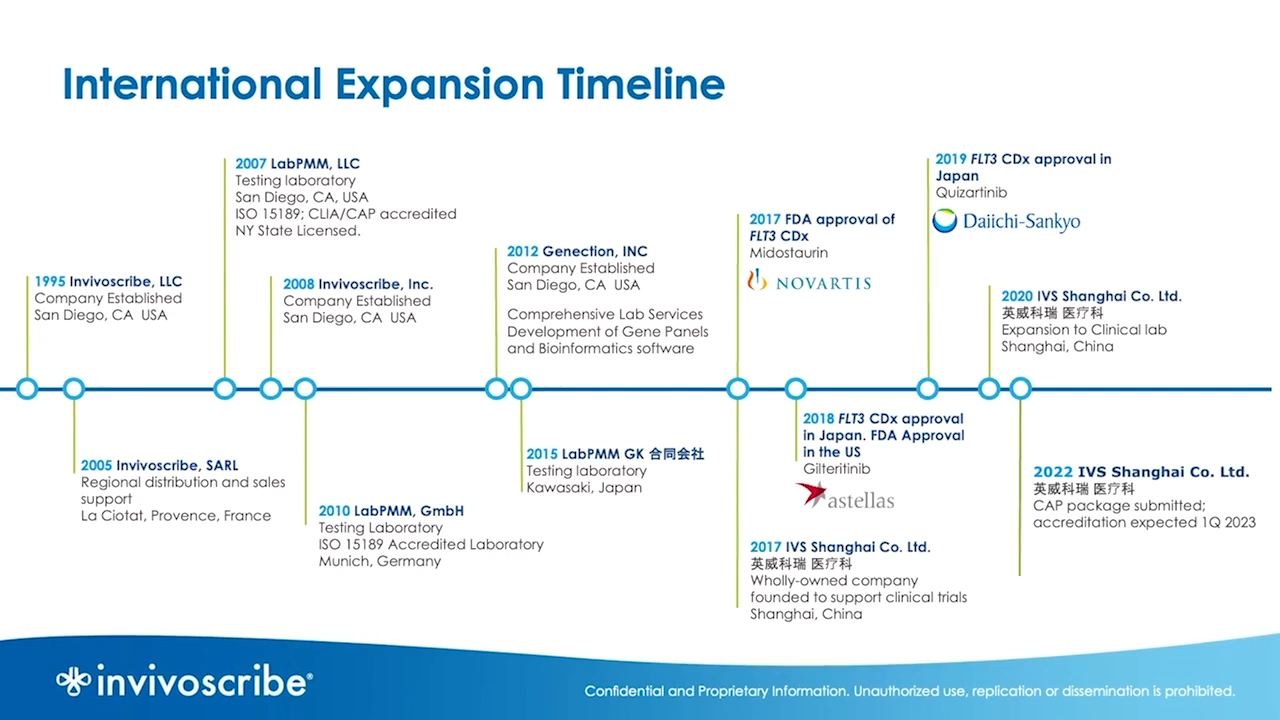 International Expansion Timeline
1995 Invivoscribe, LLC
Company Established
San Diego, CA  USA
2005 Invivoscribe, SARL
Regional distribution and sales
support
La Ciotat, Provence, France
2007 LabPMM, LLC
Testing laboratory
San Diego, CA, USA
ISO 15189; CLIA/CAP accredited
NY State Licensed.
2008 Invivoscribe, Inc.
Company Established
San Diego, CA  USA
2010 LabPMM, GmbH
Testing Laboratory
ISO 15189 Accredited Laboratory
Munich, Germany
2012 Genection, INC
Company Established
San Diego, CA  USA
Comprehensive Lab Services
Development of Gene Panels
and Bioinformatics software
2015 LabPMM GK 合同会社
Testing laboratory
Kawasaki, Japan
2017 FDA approval of
FLT3 CDx
Midostaurin
NOVARTIS
2017 IVS Shanghai Co. Ltd.
英威科瑞 医疗科
Wholly-owned company
founded to support clinical trials
Shanghai, China
2018 FLT3 CDx approval
in Japan. FDA Approval
in the US
Gilteritinib
astellas
2019 FLT3 CDx approval in
Japan
Quizartinib
Daiichi-Sankyo
2020 IVS Shanghai Co. Ltd.
英威科瑞 医疗科
Expansion to Clinical lab
Shanghai, China
2022 IVS Shanghai Co. Ltd.
英威科瑞 医疗科
CAP package submitted;
accreditation expected 1Q 2023
invivoscribe®
Confidential and Proprietary Information. Unauthorized use, replication or dissemination is prohibited.